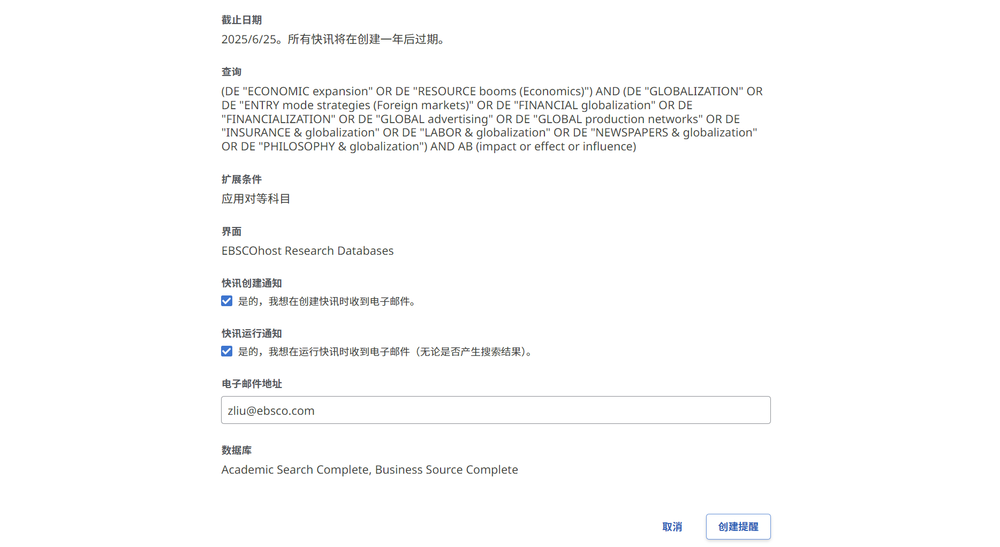 截止日期
2025/6/25。所有快讯将在创建一年后过期。
查询
(DE "ECONOMIC expansion" OR DE "RESOURCE booms (Economics)") AND (DE "GLOBALIZATION" OR
DE "ENTRY mode strategies (Foreign markets)" OR DE "FINANCIAL globalization" OR DE
"FINANCIALIZATION" OR DE "GLOBAL advertising" OR DE "GLOBAL production networks" OR DE
"INSURANCE & globalization" OR DE "LABOR & globalization" OR DE "NEWSPAPERS & globalization"
OR DE "PHILOSOPHY & globalization") AND AB (impact or effect or influence)
扩展条件
应用对等科目
界面
EBSCOhost Research Databases
快讯创建通知
是的，我想在创建快讯时收到电子邮件。
快讯运行通知
是的，我想在运行快讯时收到电子邮件（无论是否产生搜索结果）。
电子邮件地址
zliu@ebsco.com
数据库
Academic Search Complete, Business Source Complete
取消 创建提醒